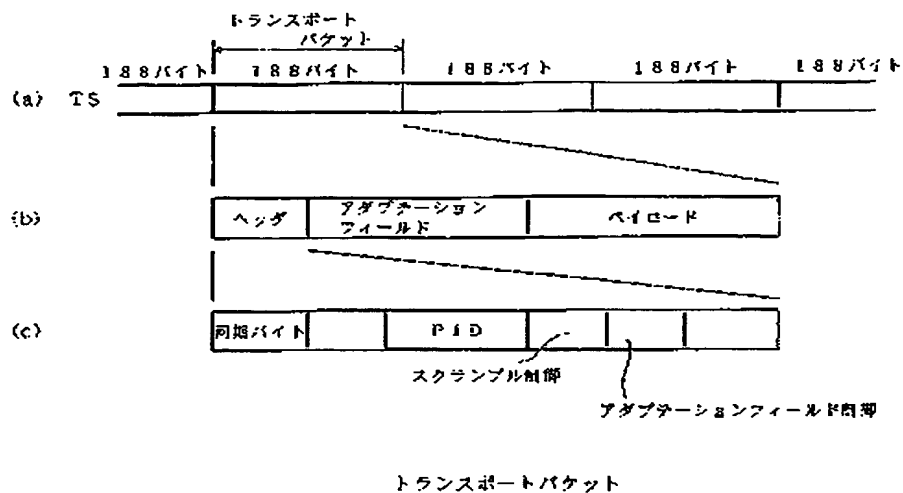 トランスポート
パケット
188バイト 188バイト 188バイト 188バイト 188バイト
(a) TS
(b) ヘッダ アダプテーション
フィールド ペイロード
(c) 同期バイト PID
スクランブル制御
アダプテーションフィールド制御
トランスポートパケット